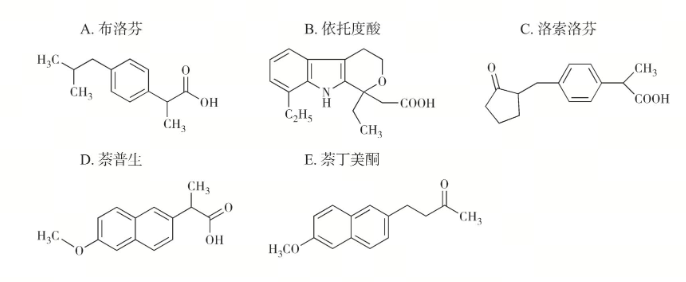 A. 布洛芬
B. 依托度酸
C. 洛索洛芬
H₃C
CH₃
O
OH
CH₃
O
N
H
C₂H₅
COOH
CH₃
O
CH₃
COOH
D. 萘普生
E. 萘丁美酮
CH₃
O
OH
H₃C
O
O
CH₃
H₃CO